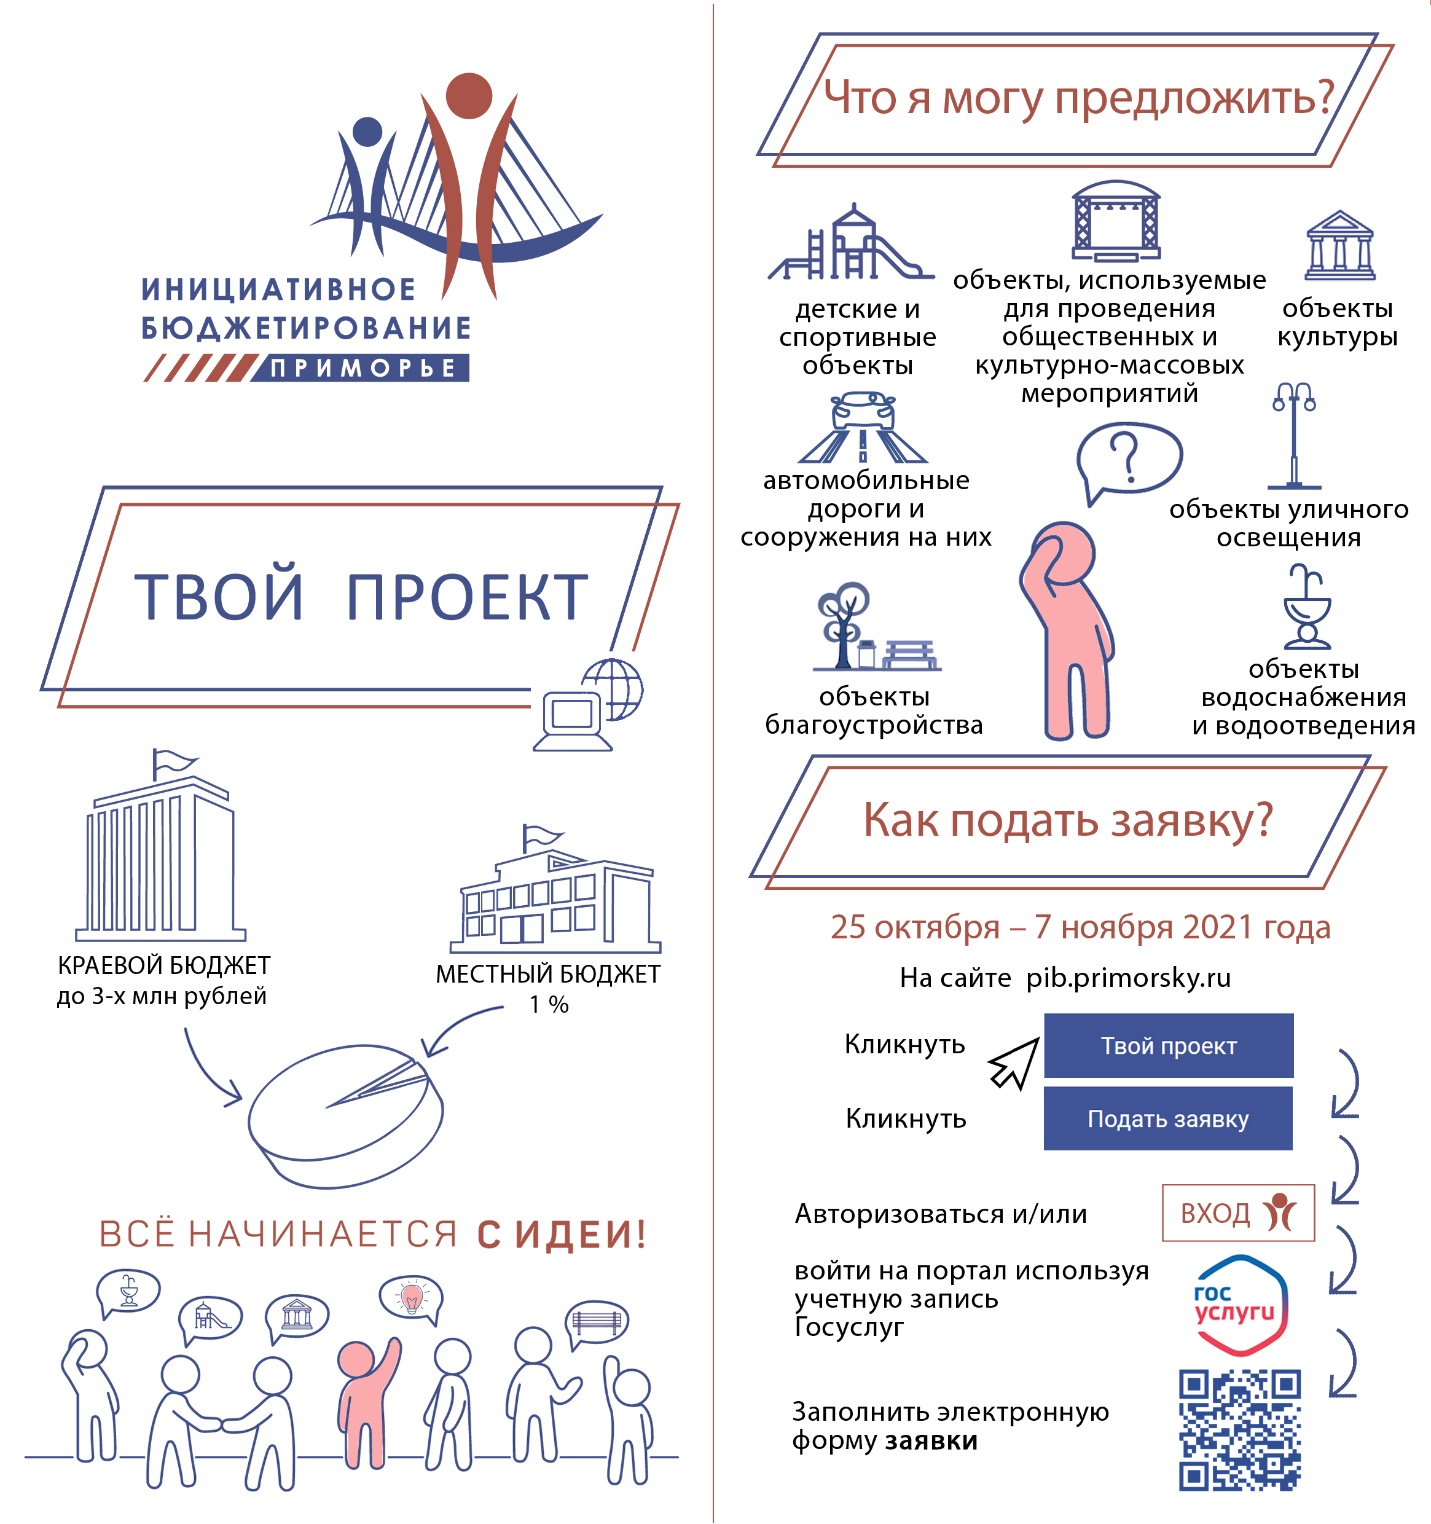 ИНИЦИАТИВНОЕ
БЮДЖЕТИРОВАНИЕ
ПРИМОРЬЕ
ТВОЙ ПРОЕКТ
КРАЕВОЙ БЮДЖЕТ
до 3-х млн рублей
МЕСТНЫЙ БЮДЖЕТ
1 %
ВСЁ НАЧИНАЕТСЯ С ИДЕИ!
Что я могу предложить?
детские и
спортивные
объекты
объекты, используемые
для проведения
общественных и
культурно-массовых
мероприятий
объекты
культуры
автомобильные
дороги и
сооружения на них
?
объекты уличного
освещения
объекты
благоустройства
объекты
водоснабжения
и водоотведения
Как подать заявку?
25 октября – 7 ноября 2021 года
На сайте pib.primorsky.ru
Кликнуть
Твой проект
Кликнуть
Подать заявку
Авторизоваться и/или
ВХОД
войти на портал используя
учетную запись
Госуслуг
гос
услуги
Заполнить электронную
форму заявки